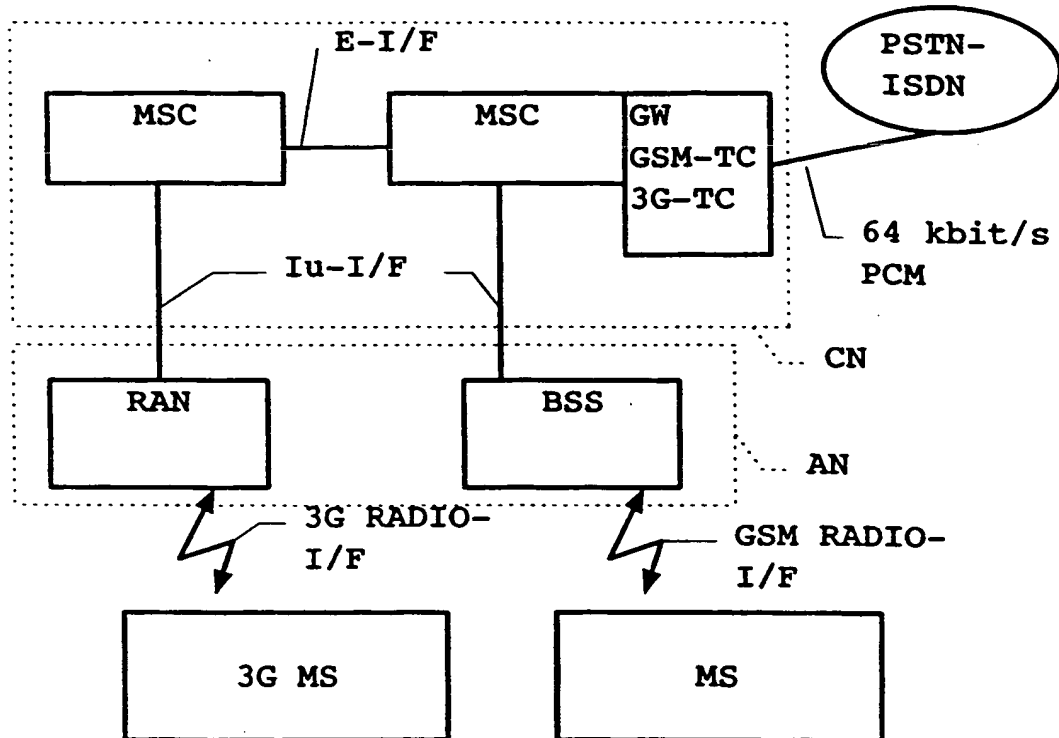 E-I/F
PSTN-
ISDN
MSC
MSC
GW
GSM-TC
3G-TC
64 kbit/s
PCM
Iu-I/F
CN
RAN
BSS
AN
3G RADIO-
I/F
GSM RADIO-
I/F
3G MS
MS